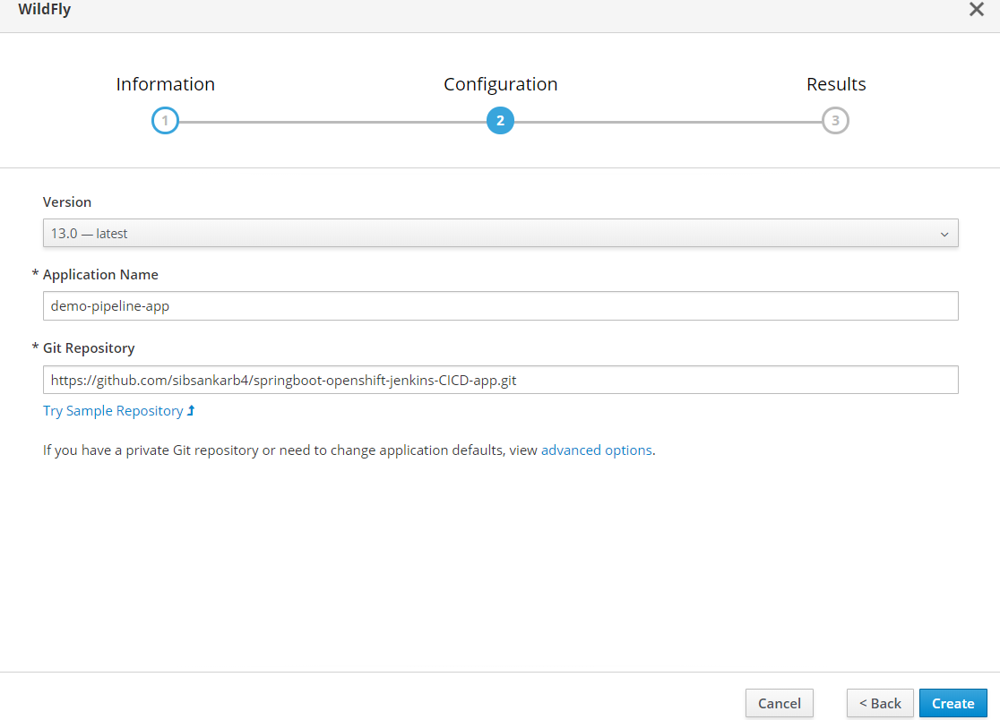 WildFly
Information Configuration Results
1 2 3
Version
13.0 — latest
* Application Name
demo-pipeline-app
* Git Repository
https://github.com/sibsankarb4/springboot-openshift-jenkins-CICD-app.git
Try Sample Repository
If you have a private Git repository or need to change application defaults, view advanced options.
Cancel < Back Create